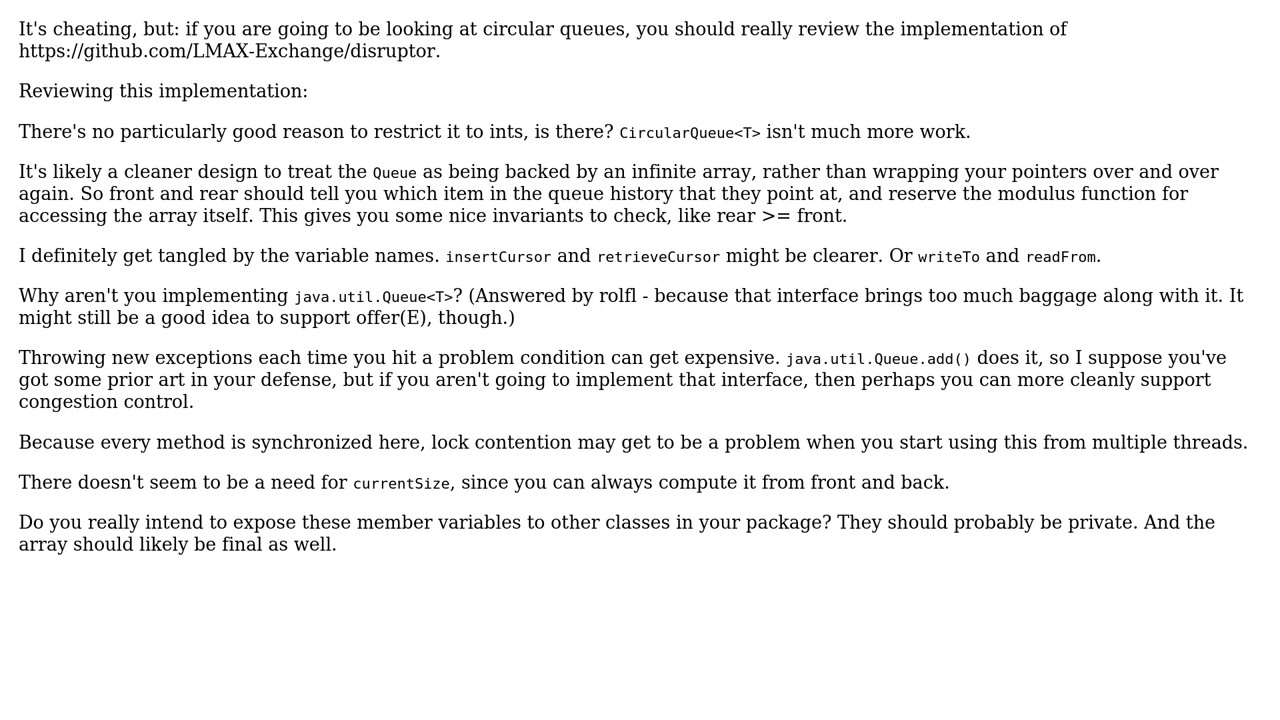 It's cheating, but: if you are going to be looking at circular queues, you should really review the implementation of
https://github.com/LMAX-Exchange/disruptor.
Reviewing this implementation:
There's no particularly good reason to restrict it to ints, is there? CircularQueue<T> isn't much more work.
It's likely a cleaner design to treat the Queue as being backed by an infinite array, rather than wrapping your pointers over and over
again. So front and rear should tell you which item in the queue history that they point at, and reserve the modulus function for
accessing the array itself. This gives you some nice invariants to check, like rear >= front.
I definitely get tangled by the variable names. insertCursor and retrieveCursor might be clearer. Or writeTo and readFrom.
Why aren't you implementing java.util.Queue<T>? (Answered by rolfl - because that interface brings too much baggage along with it. It
might still be a good idea to support offer(E), though.)
Throwing new exceptions each time you hit a problem condition can get expensive. java.util.Queue.add() does it, so I suppose you've
got some prior art in your defense, but if you aren't going to implement that interface, then perhaps you can more cleanly support
congestion control.
Because every method is synchronized here, lock contention may get to be a problem when you start using this from multiple threads.
There doesn't seem to be a need for currentSize, since you can always compute it from front and back.
Do you really intend to expose these member variables to other classes in your package? They should probably be private. And the
array should likely be final as well.